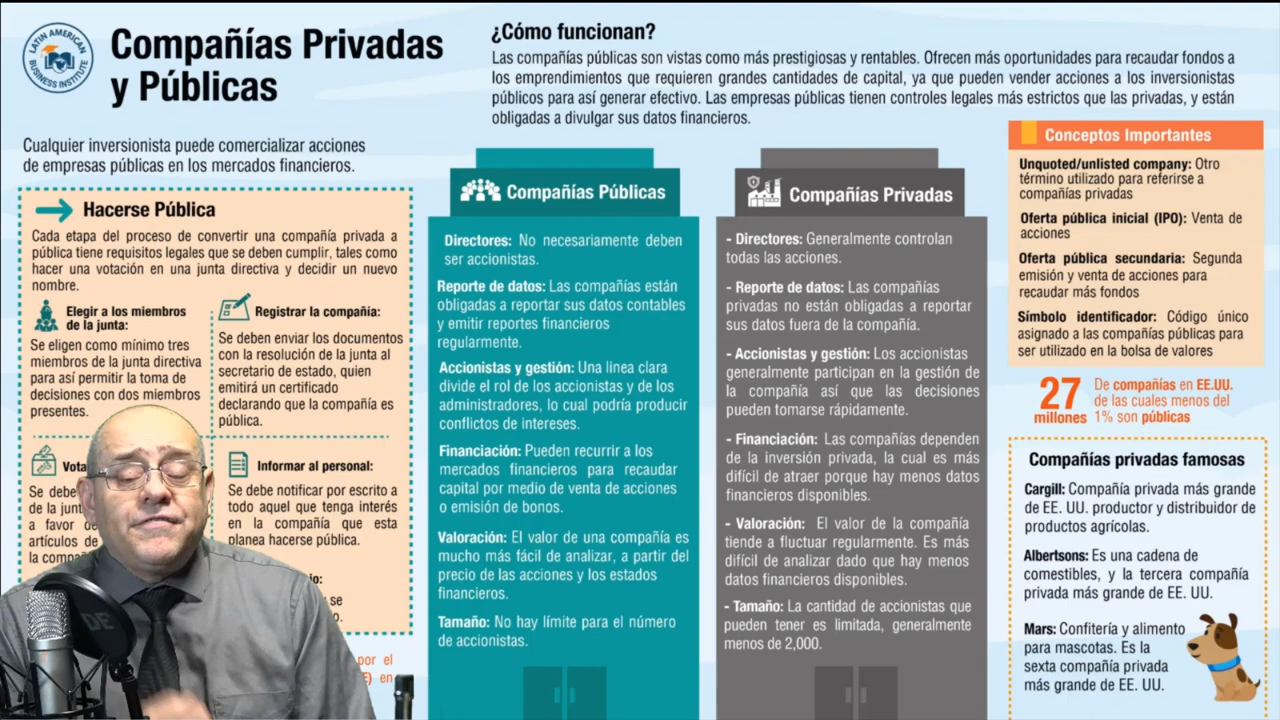 LATIN AMERICAN
BUSINESS INSTITUTE
Compañías Privadas
y Públicas
Cualquier inversionista puede comercializar acciones
de empresas públicas en los mercados financieros.
¿Cómo funcionan?
Las compañías públicas son vistas como más prestigiosas y rentables. Ofrecen más oportunidades para recaudar fondos a
los emprendimientos que requieren grandes cantidades de capital, ya que pueden vender acciones a los inversionistas
públicos para así generar efectivo. Las empresas públicas tienen controles legales más estrictos que las privadas, y están
obligadas a divulgar sus datos financieros.
Hacerse Pública
Cada etapa del proceso de convertir una compañía privada a
pública tiene requisitos legales que se deben cumplir, tales como
hacer una votación en una junta directiva y decidir un nuevo
nombre.
Elegir a los miembros
de la junta:
Se eligen como mínimo tres
miembros de la junta directiva
para así permitir la toma de
decisiones con dos miembros
presentes.
Registrar la compañía:
Se deben enviar los documentos
con la resolución de la junta al
secretario de estado, quien
emitirá un certificado
declarando que la compañía es
pública.
Vota
Se debe
de la junt
a favor de
artículos de
la compañ
Informar al personal:
Se debe notificar por escrito a
todo aquel que tenga interés
en la compañía que esta
planea hacerse pública.
se
por el
en
Compañías Públicas
Directores: No necesariamente deben
ser accionistas.
Reporte de datos: Las compañías están
obligadas a reportar sus datos contables
y emitir reportes financieros
regularmente.
Accionistas y gestión: Una linea clara
divide el rol de los accionistas y de los
administradores, lo cual podría producir
conflictos de intereses.
Financiación: Pueden recurrir a los
mercados financieros para recaudar
capital por medio de venta de acciones
o emisión de bonos.
Valoración: El valor de una compañía es
mucho más fácil de analizar, a partir del
precio de las acciones y los estados
financieros.
Tamaño: No hay límite para el número
de accionistas.
Compañías Privadas
- Directores: Generalmente controlan
todas las acciones.
- Reporte de datos: Las compañías
privadas no están obligadas a reportar
sus datos fuera de la compañía.
- Accionistas y gestión: Los accionistas
generalmente participan en la gestión de
la compañía así que las decisiones
pueden tomarse rápidamente.
- Financiación: Las compañías dependen
de la inversión privada, la cual es más
difícil de atraer porque hay menos datos
financieros disponibles.
- Valoración: El valor de la compañía
tiende a fluctuar regularmente. Es más
difícil de analizar dado que hay menos
datos financieros disponibles.
- Tamaño: La cantidad de accionistas que
pueden tener es limitada, generalmente
menos de 2,000.
Conceptos Importantes
Unquoted/unlisted company: Otro
término utilizado para referirse a
compañías privadas
Oferta pública inicial (IPO): Venta de
acciones
Oferta pública secundaria: Segunda
emisión y venta de acciones para
recaudar más fondos
Símbolo identificador: Código único
asignado a las compañías públicas para
ser utilizado en la bolsa de valores
27
millones
De compañías en EE.UU.
de las cuales menos del
1% son públicas
Compañías privadas famosas
Cargill: Compañía privada más grande
de EE. UU. productor y distribuidor de
productos agrícolas.
Albertsons: Es una cadena de
comestibles, y la tercera compañía
privada más grande de EE. UU.
Mars: Confitería y alimento
para mascotas. Es la
sexta compañía privada
más grande de EE. UU.